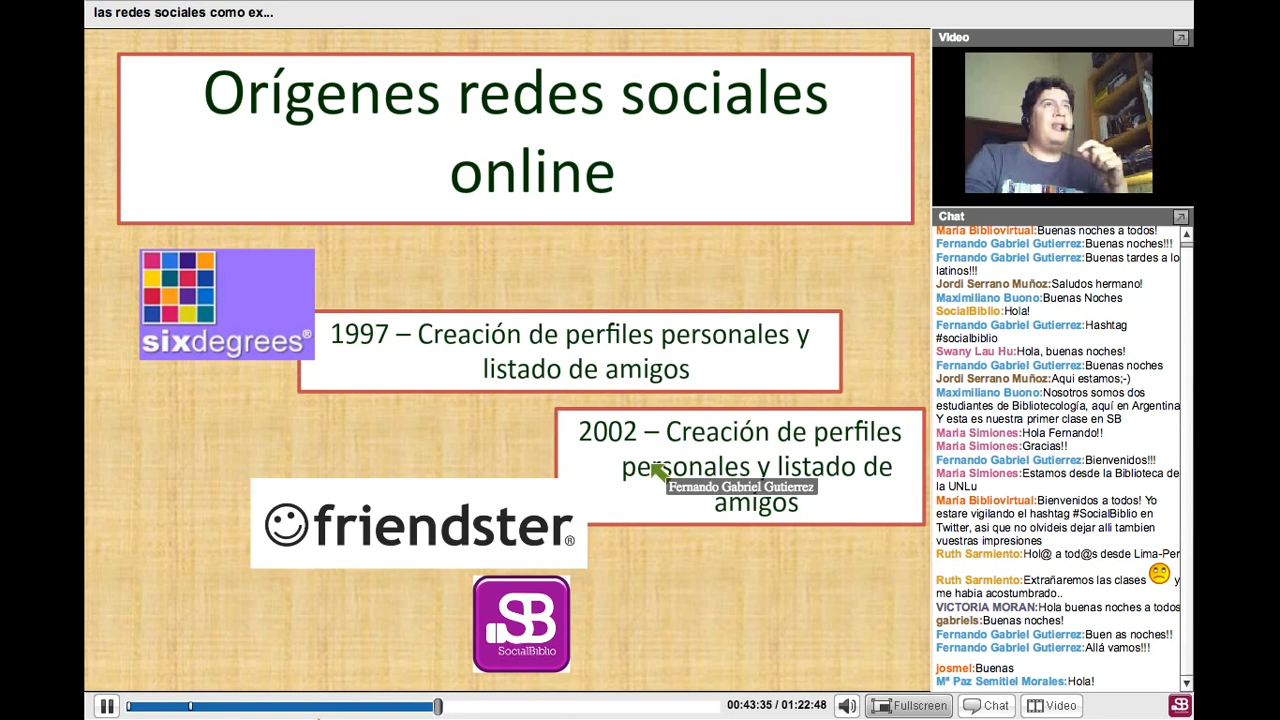 las redes sociales como ex...
Orígenes redes sociales
online
sixdegrees®
1997 – Creación de perfiles personales y
listado de amigos
2002 – Creación de perfiles
personales y listado de
amigos
Fernando Gabriel Gutierrez
friendster®
SB
SocialBiblio
Video
Chat
Maria Bibliovirtual:Buenas noches a todos!
Fernando Gabriel Gutierrez:Buenas noches!!!
Fernando Gabriel Gutierrez:Buenas tardes a lo
latinos!!!
Jordi Serrano Muñoz:Saludos hermano!
Maximiliano Buono:Buenas Noches
SocialBiblio:Hola!
Fernando Gabriel Gutierrez:Hashtag
#socialbiblio
Swany Lau Hu:Hola, buenas noches!
Fernando Gabriel Gutierrez:Buenas noches
Jordi Serrano Muñoz:Aqui estamos;-)
Maximiliano Buono:Nosotros somos dos
estudiantes de Bibliotecología, aquí en Argentina
Y esta es nuestra primer clase en SB
Maria Simiones:Hola Fernando!!
Maria Simiones:Gracias!!
Fernando Gabriel Gutierrez:Bienvenidos!!!
Maria Simiones:Estamos desde la Biblioteca de
la UNLu
María Bibliovirtual:Bienvenidos a todos! Yo
estare vigilando el hashtag #SocialBiblio en
Twitter, asi que no olvideis dejar alli tambien
vuestras impresiones
Ruth Sarmiento:Hol@ a tod@s desde Lima-Per
Ruth Sarmiento:Extrañaremos las clases y
me habia acostumbrado..
VICTORIA MORAN:Hola buenas noches a todos
gabriels:Buenas noches!
Fernando Gabriel Gutierrez:Buen as noches!!
Fernando Gabriel Gutierrez:Allá vamos!!!
josmel:Buenas
Mª Paz Semitiel Morales:Hola!
00:43:35 / 01:22:48
Fullscreen
Chat
Video
SB